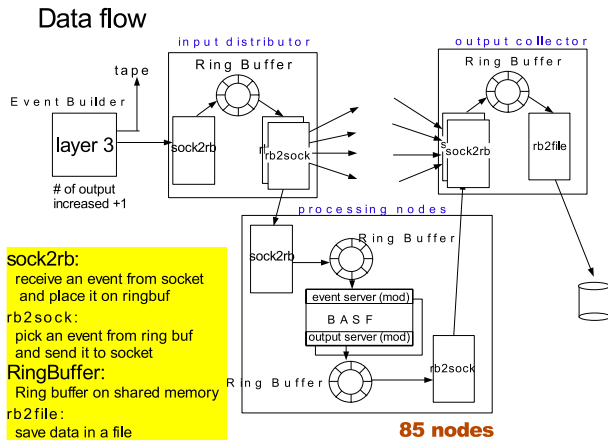 Data flow
input distributor
output collector
Ring Buffer
Ring Buffer
tape
Event Builder
layer 3
sock2rb
rb2sock
sock2rb
rb2file
# of output
increased +1
processing nodes
sock2rb
Ring Buffer
event server (mod)
BASF
output server (mod)
Ring Buffer
rb2sock
sock2rb:
receive an event from socket
and place it on ringbuf
rb2sock:
pick an event from ring buf
and send it to socket
RingBuffer:
Ring buffer on shared memory
rb2file:
save data in a file
85 nodes